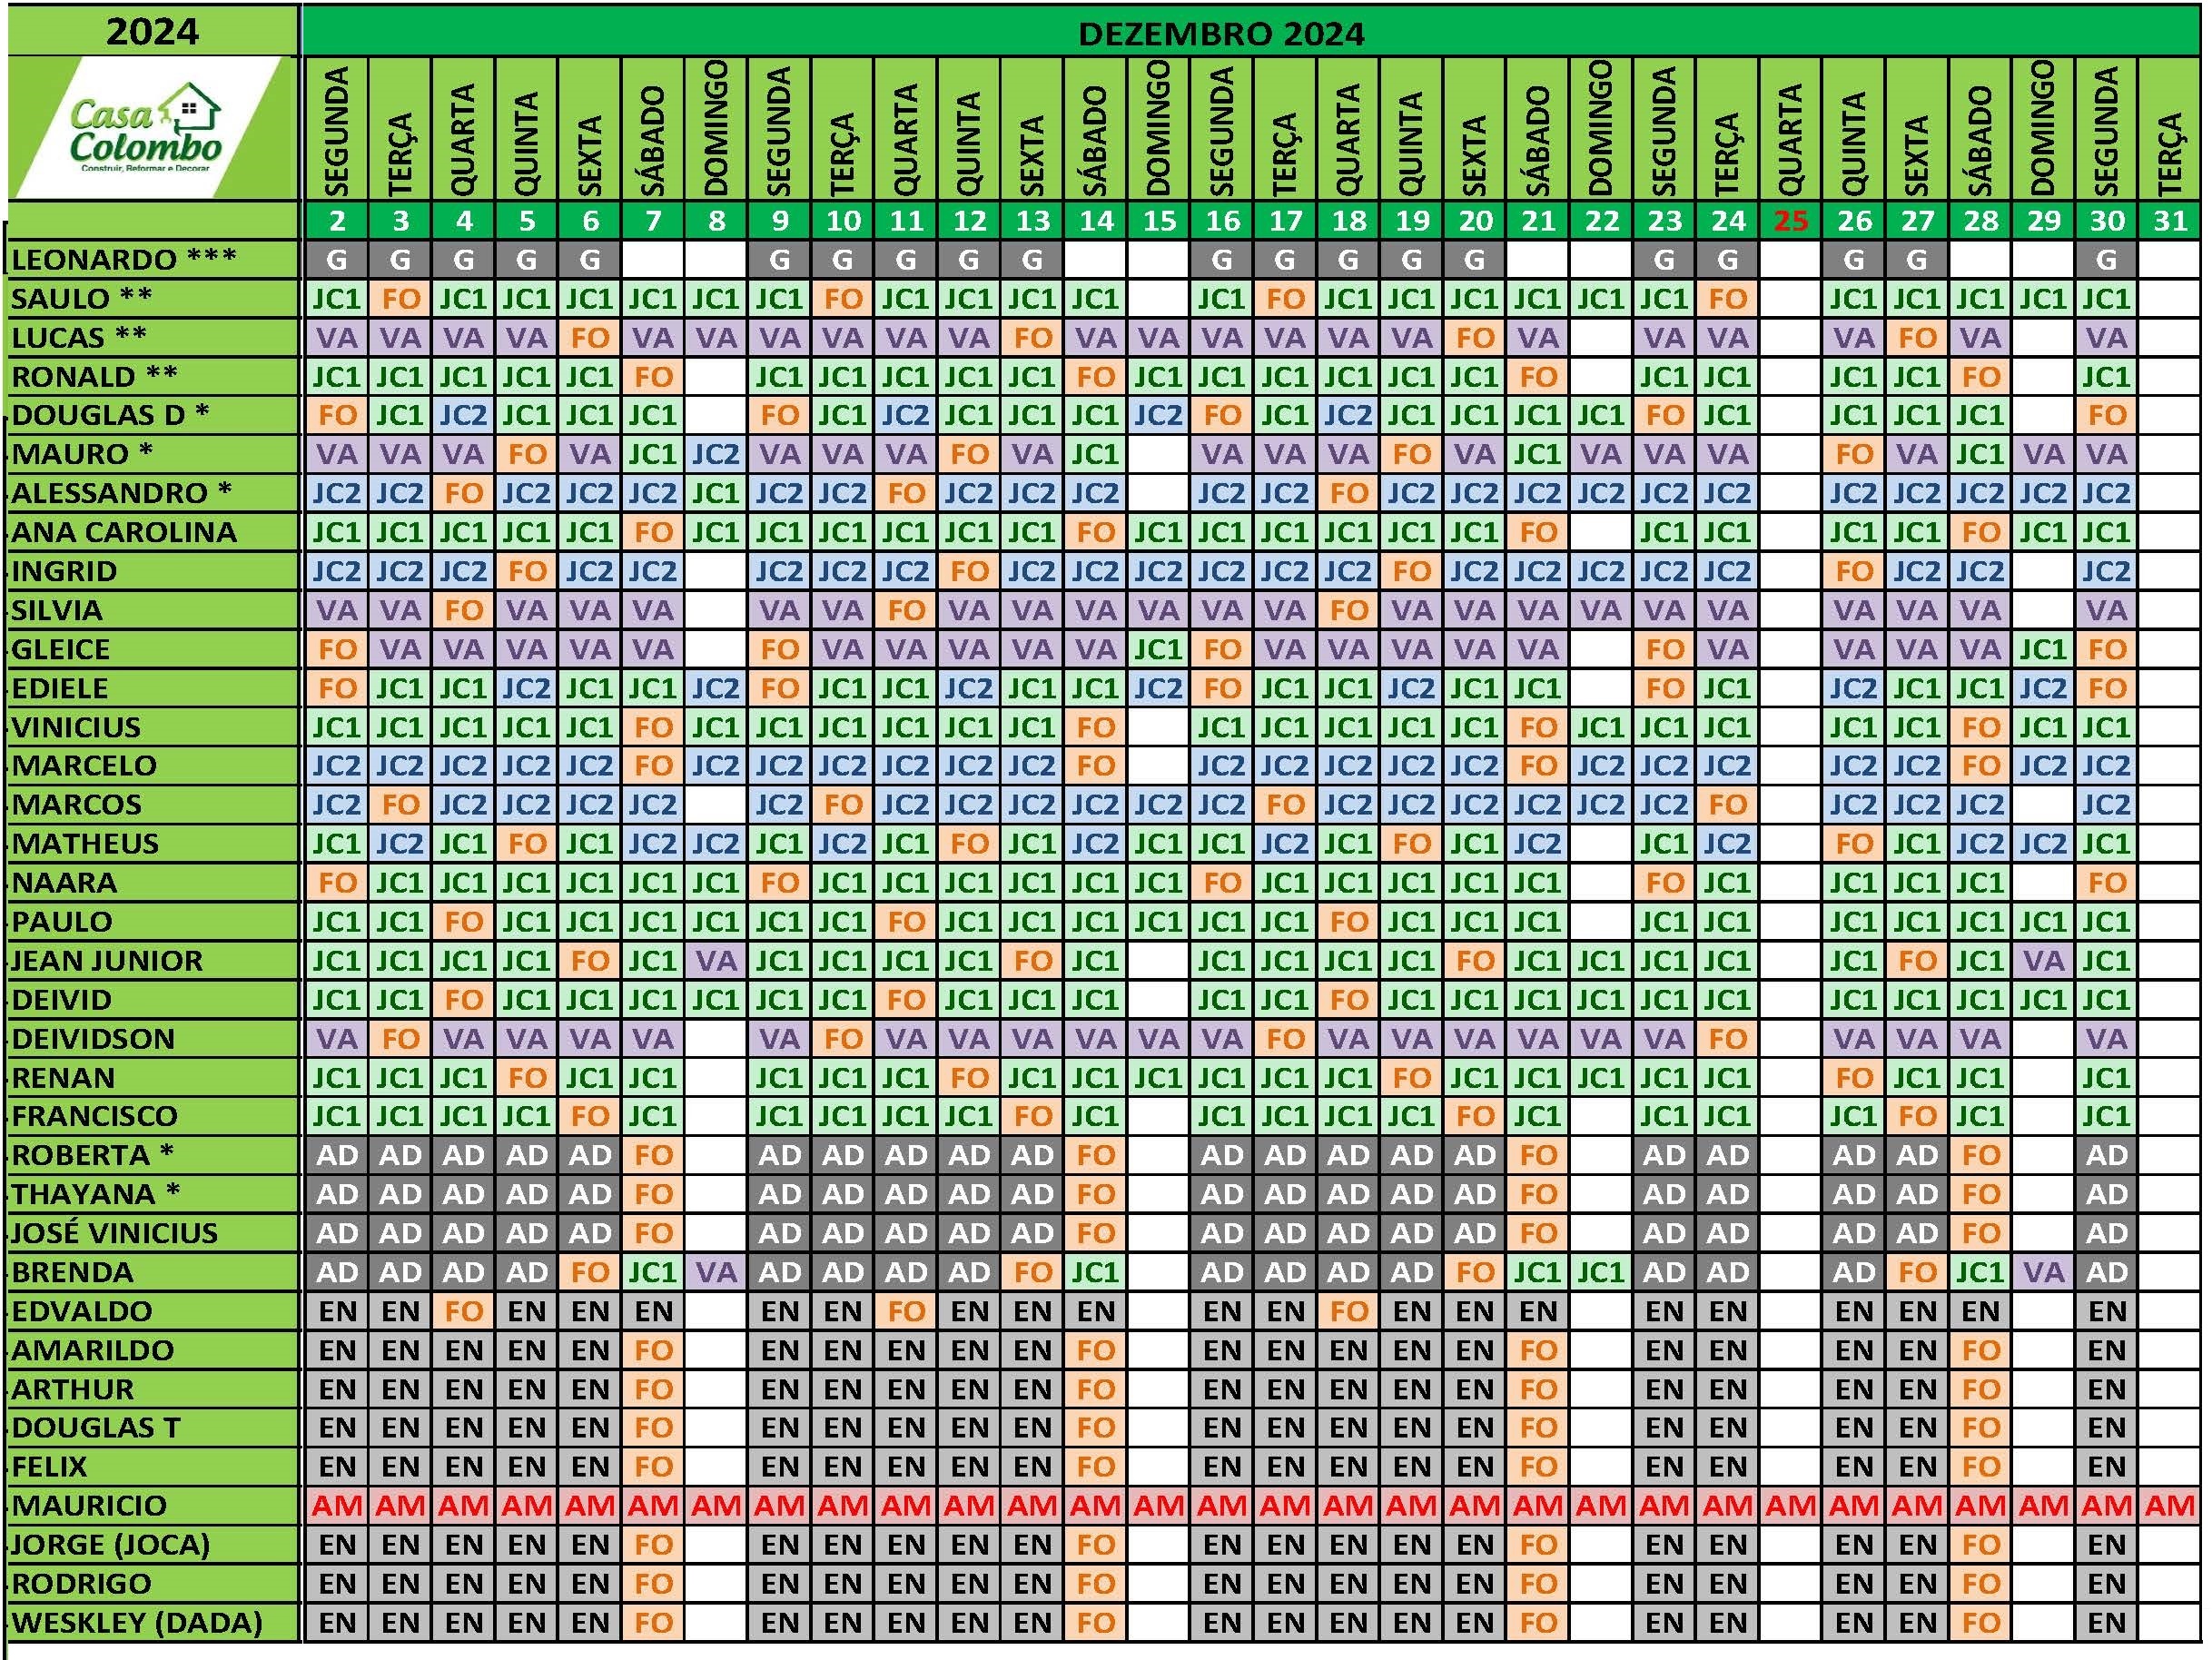 2024 DEZEMBRO 2024
Casa
Colombo
Construir, Reformar e Decorar
SEGUNDA TERÇA QUARTA QUINTA SEXTA SÁBADO DOMINGO SEGUNDA TERÇA QUARTA QUINTA SEXTA SÁBADO DOMINGO SEGUNDA TERÇA QUARTA QUINTA SEXTA SÁBADO DOMINGO SEGUNDA TERÇA QUARTA QUINTA SEXTA SÁBADO DOMINGO SEGUNDA TERÇA
2 3 4 5 6 7 8 9 10 11 12 13 14 15 16 17 18 19 20 21 22 23 24 25 26 27 28 29 30 31
LEONARDO *** G G G G G G G G G G G G G G G G G G G G
SAULO ** JC1 FO JC1 JC1 JC1 JC1 JC1 JC1 FO JC1 JC1 JC1 JC1 JC1 FO JC1 JC1 JC1 JC1 JC1 JC1 FO JC1 JC1 JC1 JC1 JC1
LUCAS ** VA VA VA VA FO VA VA VA VA VA VA FO VA VA VA VA VA VA FO VA VA VA VA FO VA VA
RONALD ** JC1 JC1 JC1 JC1 JC1 FO JC1 JC1 JC1 JC1 JC1 FO JC1 JC1 JC1 JC1 JC1 JC1 FO JC1 JC1 JC1 JC1 FO JC1
DOUGLAS D * FO JC1 JC2 JC1 JC1 JC1 FO JC1 JC2 JC1 JC1 JC1 JC2 FO JC1 JC2 JC1 JC1 JC1 JC1 FO JC1 JC1 JC1 JC1 FO
MAURO * VA VA VA FO VA JC1 JC2 VA VA VA FO VA JC1 VA VA VA FO VA JC1 VA VA VA FO VA JC1 VA VA
ALESSANDRO * JC2 JC2 FO JC2 JC2 JC2 JC1 JC2 JC2 FO JC2 JC2 JC2 JC2 JC2 FO JC2 JC2 JC2 JC2 JC2 JC2 JC2 JC2 JC2 JC2 JC2
ANA CAROLINA JC1 JC1 JC1 JC1 JC1 FO JC1 JC1 JC1 JC1 JC1 JC1 FO JC1 JC1 JC1 JC1 JC1 JC1 FO JC1 JC1 JC1 JC1 FO JC1 JC1
INGRID JC2 JC2 JC2 FO JC2 JC2 JC2 JC2 JC2 FO JC2 JC2 JC2 JC2 JC2 JC2 FO JC2 JC2 JC2 JC2 JC2 FO JC2 JC2 JC2
SILVIA VA VA FO VA VA VA VA VA FO VA VA VA VA VA VA FO VA VA VA VA VA VA VA VA VA VA
GLEICE FO VA VA VA VA VA FO VA VA VA VA VA JC1 FO VA VA VA VA VA FO VA VA VA VA JC1 FO
EDIELE FO JC1 JC1 JC2 JC1 JC1 JC2 FO JC1 JC1 JC2 JC1 JC1 JC2 FO JC1 JC1 JC2 JC1 JC1 FO JC1 JC2 JC1 JC1 JC2 FO
VINICIUS JC1 JC1 JC1 JC1 JC1 FO JC1 JC1 JC1 JC1 JC1 JC1 FO JC1 JC1 JC1 JC1 JC1 FO JC1 JC1 JC1 JC1 JC1 FO JC1 JC1
MARCELO JC2 JC2 JC2 JC2 JC2 FO JC2 JC2 JC2 JC2 JC2 JC2 FO JC2 JC2 JC2 JC2 JC2 FO JC2 JC2 JC2 JC2 JC2 FO JC2 JC2
MARCOS JC2 FO JC2 JC2 JC2 JC2 JC2 FO JC2 JC2 JC2 JC2 JC2 JC2 FO JC2 JC2 JC2 JC2 JC2 JC2 FO JC2 JC2 JC2 JC2
MATHEUS JC1 JC2 JC1 FO JC1 JC2 JC2 JC1 JC2 JC1 FO JC1 JC2 JC1 JC1 JC2 JC1 FO JC1 JC2 JC1 JC2 FO JC1 JC2 JC2 JC1
NAARA FO JC1 JC1 JC1 JC1 JC1 JC1 FO JC1 JC1 JC1 JC1 JC1 JC1 FO JC1 JC1 JC1 JC1 JC1 FO JC1 JC1 JC1 JC1 FO
PAULO JC1 JC1 FO JC1 JC1 JC1 JC1 JC1 JC1 FO JC1 JC1 JC1 JC1 JC1 JC1 FO JC1 JC1 JC1 JC1 JC1 JC1 JC1 JC1 JC1 JC1
JEAN JUNIOR JC1 JC1 JC1 JC1 FO JC1 VA JC1 JC1 JC1 JC1 FO JC1 JC1 JC1 JC1 JC1 FO JC1 JC1 JC1 JC1 JC1 FO JC1 VA JC1
DEIVID JC1 JC1 FO JC1 JC1 JC1 JC1 JC1 JC1 FO JC1 JC1 JC1 JC1 JC1 FO JC1 JC1 JC1 JC1 JC1 JC1 JC1 JC1 JC1 JC1 JC1
DEIVIDSON VA FO VA VA VA VA VA FO VA VA VA VA VA VA FO VA VA VA VA VA VA FO VA VA VA VA
RENAN JC1 JC1 JC1 FO JC1 JC1 JC1 JC1 JC1 FO JC1 JC1 JC1 JC1 JC1 JC1 FO JC1 JC1 JC1 JC1 JC1 FO JC1 JC1 JC1
FRANCISCO JC1 JC1 JC1 JC1 FO JC1 JC1 JC1 JC1 JC1 FO JC1 JC1 JC1 JC1 JC1 FO JC1 JC1 JC1 JC1 FO JC1 JC1
ROBERTA * AD AD AD AD AD FO AD AD AD AD AD FO AD AD AD AD AD FO AD AD AD AD FO AD
THAYANA * AD AD AD AD AD FO AD AD AD AD AD FO AD AD AD AD AD FO AD AD AD AD FO AD
JOSÉ VINICIUS AD AD AD AD AD FO AD AD AD AD AD FO AD AD AD AD AD FO AD AD AD AD FO AD
BRENDA AD AD AD AD FO JC1 VA AD AD AD AD FO JC1 AD AD AD AD FO JC1 JC1 AD AD AD FO JC1 VA AD
EDVALDO EN EN FO EN EN EN EN EN FO EN EN EN EN EN FO EN EN EN EN EN EN EN EN EN
AMARILDO EN EN EN EN EN FO EN EN EN EN EN FO EN EN EN EN EN FO EN EN EN EN FO EN
ARTHUR EN EN EN EN EN FO EN EN EN EN EN FO EN EN EN EN EN FO EN EN EN EN FO EN
DOUGLAS T EN EN EN EN EN FO EN EN EN EN EN FO EN EN EN EN EN FO EN EN EN EN FO EN
FELIX EN EN EN EN EN FO EN EN EN EN EN FO EN EN EN EN EN FO EN EN EN EN FO EN
MAURICIO AM AM AM AM AM AM AM AM AM AM AM AM AM AM AM AM AM AM AM AM AM AM AM AM AM AM AM AM AM AM
JORGE (JOCA) EN EN EN EN EN FO EN EN EN EN EN FO EN EN EN EN EN FO EN EN EN EN FO EN
RODRIGO EN EN EN EN EN FO EN EN EN EN EN FO EN EN EN EN EN FO EN EN EN EN FO EN
WESKLEY (DADA) EN EN EN EN EN FO EN EN EN EN EN FO EN EN EN EN EN FO EN EN EN EN FO EN